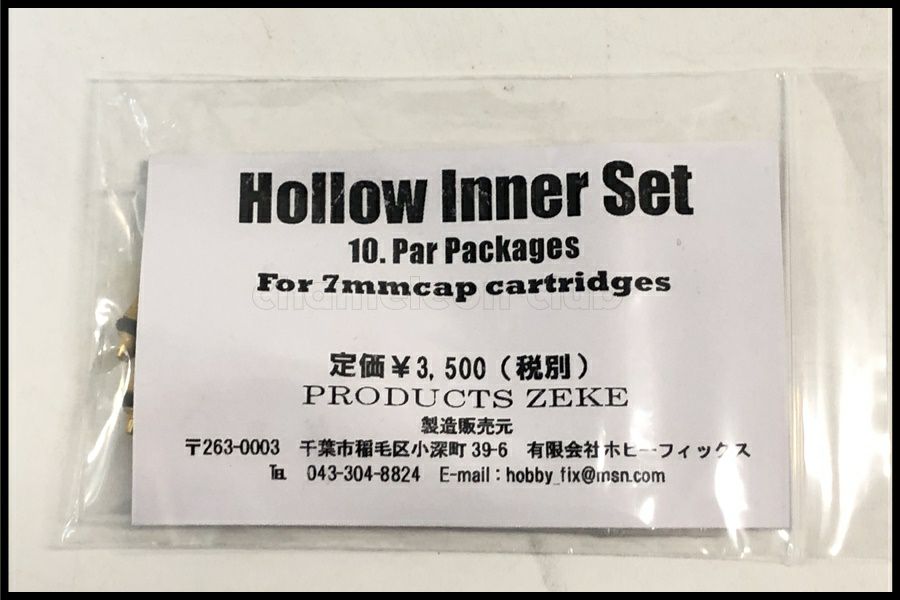 Hollow Inner Set
10. Par Packages
For 7mmcap cartridges
chameleon club
定価¥3,500(税別)
PRODUCTS ZEKE
製造販売元
〒263-0003 千葉市稲毛区小深町39-6 有限会社ホビーフィックス
℡ 043-304-8824 E-mail:hobby_fix@msn.com